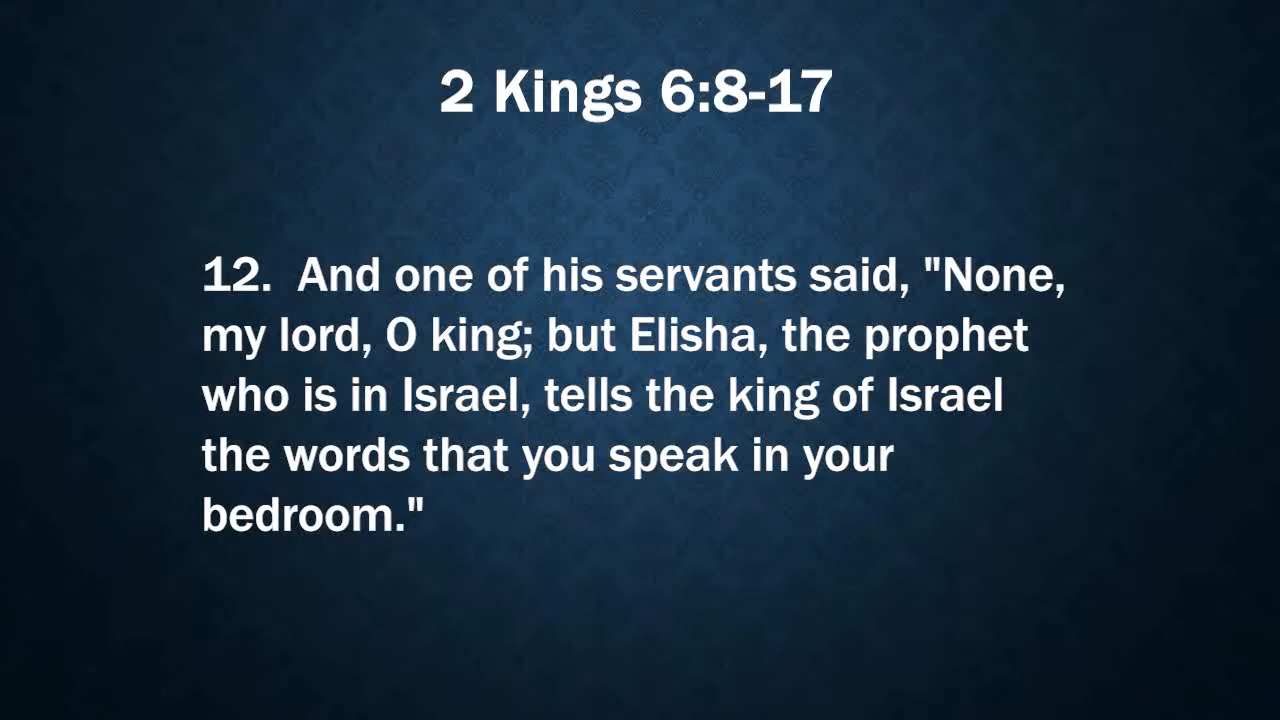 2 Kings 6:8-17
12.  And one of his servants said, "None,
my lord, O king; but Elisha, the prophet
who is in Israel, tells the king of Israel
the words that you speak in your
bedroom."